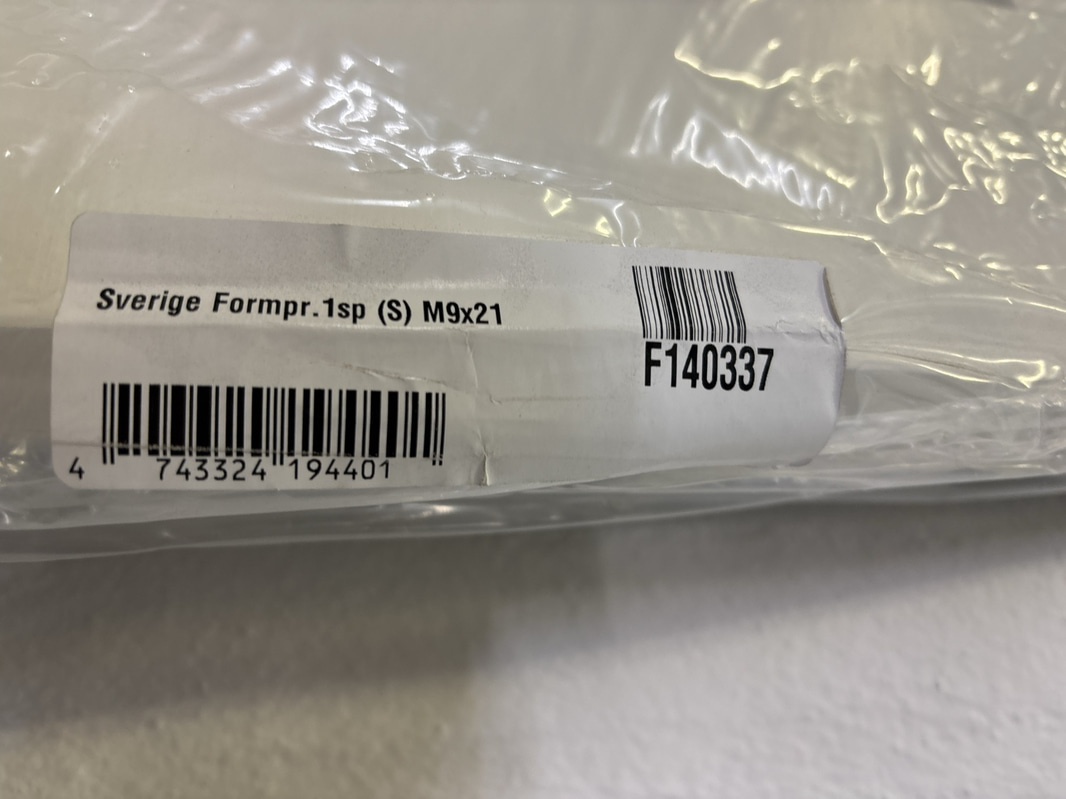 Sverige Formpr.1sp (S) M9x21
F140337
4 743324 194401